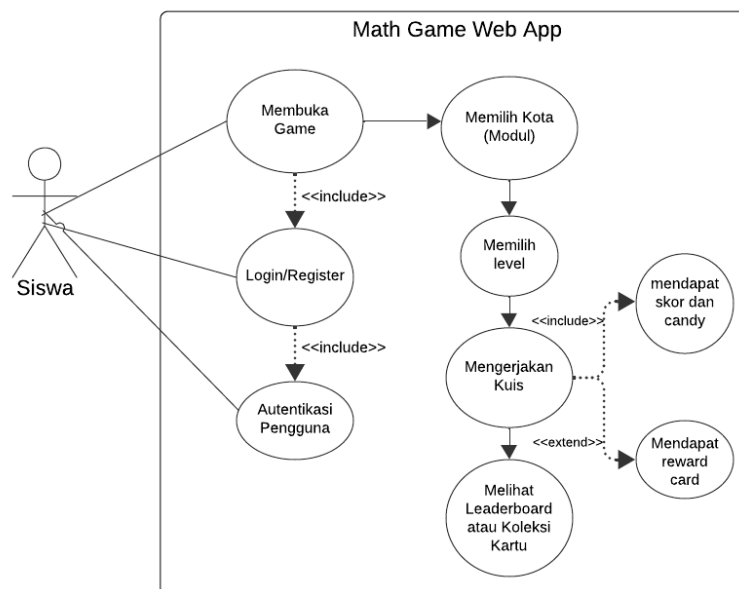 Math Game Web App
Membuka
Game
Memilih Kota
(Modul)
<<include>>
Siswa
Login/Register
Memilih
level
mendapat
skor dan
candy
<<include>>
<<include>>
Mengerjakan
Kuis
Autentikasi
Pengguna
<<extend>>
Mendapat
reward
card
Melihat
Leaderboard
atau Koleksi
Kartu